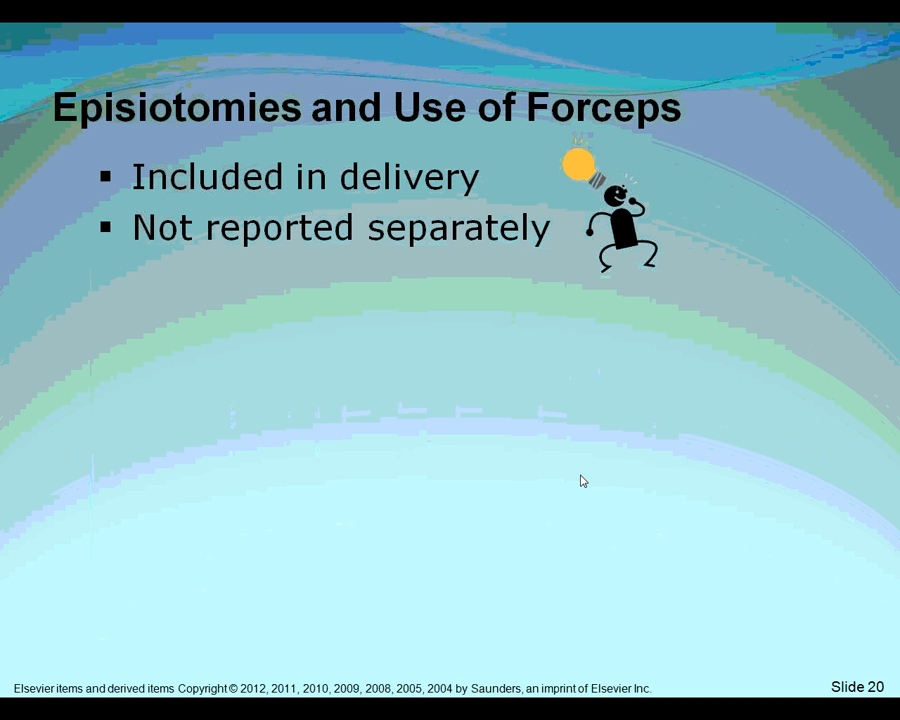 Episiotomies and Use of Forceps
▪ Included in delivery
▪ Not reported separately
Elsevier items and derived items Copyright © 2012, 2011, 2010, 2009, 2008, 2005, 2004 by Saunders, an imprint of Elsevier Inc.
Slide 20